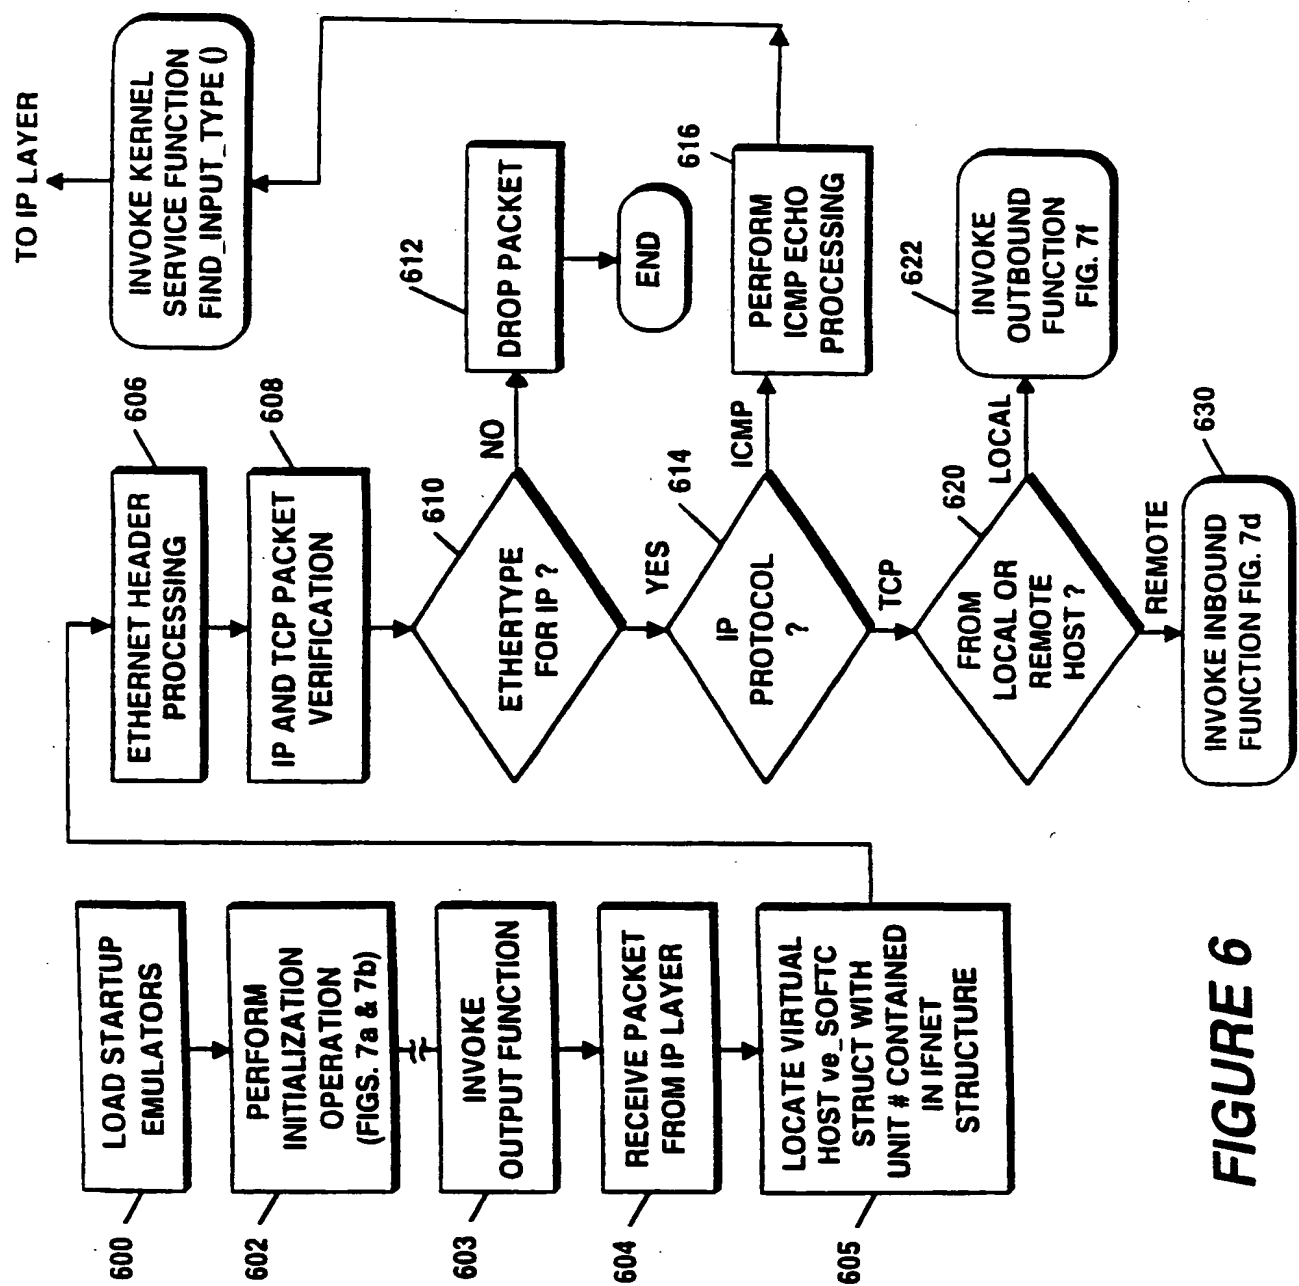 600
LOAD STARTUP
EMULATORS
602
PERFORM
INITIALIZATION
OPERATION
(FIGS. 7a & 7b)
603
INVOKE
OUTPUT FUNCTION
604
RECEIVE PACKET
FROM IP LAYER
605
LOCATE VIRTUAL
HOST ve_SOFTC
STRUCT WITH
UNIT # CONTAINED
IN IFNET
STRUCTURE
606
ETHERNET HEADER
PROCESSING
608
IP AND TCP PACKET
VERIFICATION
610
ETHERTYPE
FOR IP ?
NO
612
DROP PACKET
END
YES
614
IP
PROTOCOL
?
ICMP
616
PERFORM
ICMP ECHO
PROCESSING
TO IP LAYER
INVOKE KERNEL
SERVICE FUNCTION
FIND_INPUT_TYPE ()
TCP
620
FROM
LOCAL OR
REMOTE
HOST ?
LOCAL
622
INVOKE
OUTBOUND
FUNCTION
FIG. 7f
REMOTE
630
INVOKE INBOUND
FUNCTION FIG. 7d
FIGURE 6